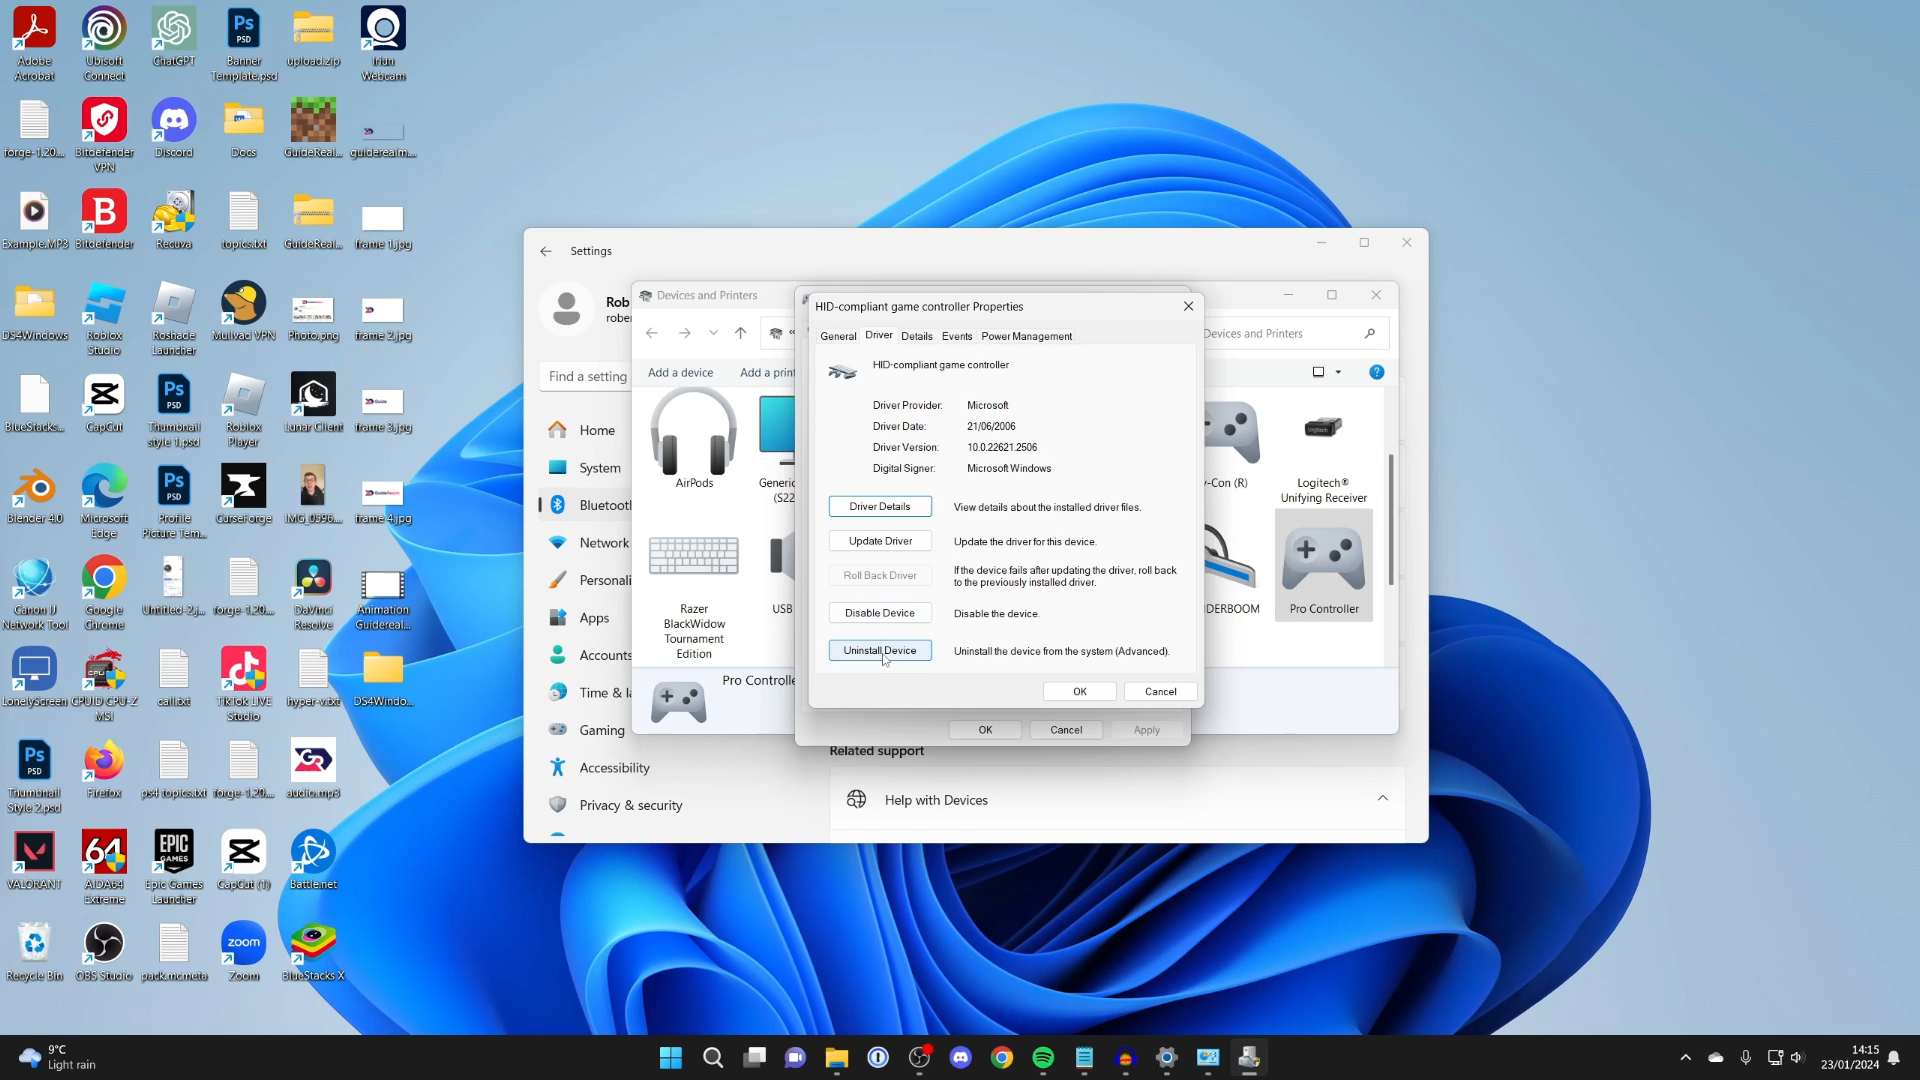 Adobe
Acrobat
Ubisoft
Connect
ChatGPT
Banner
Template.psd
upload.zip
Iriun
Webcam
forge-1.20...
Bitdefender
VPN
Discord
Docs
GuideReal...
guiderealm...
Example.MP3
Bitdefender
Recuva
topics.txt
GuideReal...
frame 1.jpg
DS4Windows
Roblox
Studio
Roshade
Launcher
Mullvad VPN
Photo.png
frame 2.jpg
BlueStacks...
CapCut
Thumbnail
style 1.psd
Roblox
Player
Lunar Client
frame 3.jpg
Blender 4.0
Microsoft
Edge
Profile
Picture Tem...
CurseForge
IMG_0596...
frame 4.jpg
Canon IJ
Network Tool
Google
Chrome
Untitled-2.j...
forge-1.20...
DaVinci
Resolve
Animation
Guidereal...
LonelyScreen
CPUID CPU-Z
MSI
call.txt
TikTok LIVE
Studio
hyper-v.txt
DS4Windo...
Thumbnail
Style 2.psd
Firefox
ps4 topics.txt
forge-1.20...
audio.mp3
VALORANT
AIDA64
Extreme
Epic Games
Launcher
CapCut (1)
Battle.net
Recycle Bin
OBS Studio
pack.mcmeta
Zoom
BlueStacks X
Settings
Rob
rober
Find a setting
Home
System
Bluetooth
Network
Personali
Apps
Accounts
Time & la
Gaming
Accessibility
Privacy & security
Related support
Help with Devices
Devices and Printers
Devices and Printers
Add a device
Add a print
AirPods
Generic
(S22
y-Con (R)
Logitech®
Unifying Receiver
Razer
BlackWidow
Tournament
Edition
USB
DERBOOM
Pro Controller
Pro Controlle
OK
Cancel
Apply
HID-compliant game controller Properties
General
Driver
Details
Events
Power Management
HID-compliant game controller
Driver Provider: Microsoft
Driver Date: 21/06/2006
Driver Version: 10.0.22621.2506
Digital Signer: Microsoft Windows
Driver Details
View details about the installed driver files.
Update Driver
Update the driver for this device.
Roll Back Driver
If the device fails after updating the driver, roll back
to the previously installed driver.
Disable Device
Disable the device.
Uninstall Device
Uninstall the device from the system (Advanced).
OK
Cancel
9°C
Light rain
14:15
23/01/2024